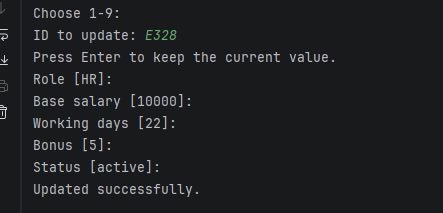 Choose 1-9:
ID to update: E328
Press Enter to keep the current value.
Role [HR]:
Base salary [10000]:
Working days [22]:
Bonus [5]:
Status [active]:
Updated successfully.